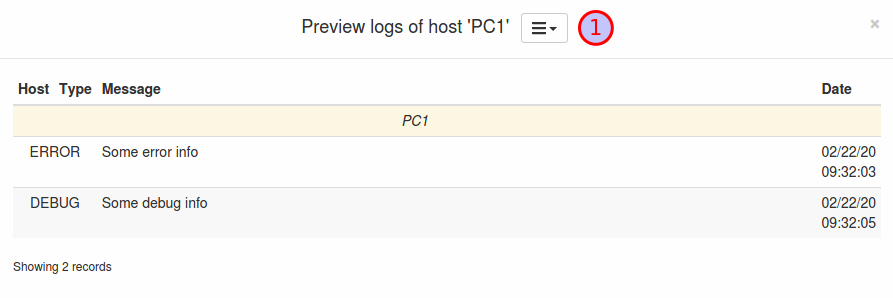 Preview logs of host 'PC1' 1 ×
Host Type Message Date
PC1
ERROR Some error info 02/22/20
09:32:03
DEBUG Some debug info 02/22/20
09:32:05
Showing 2 records